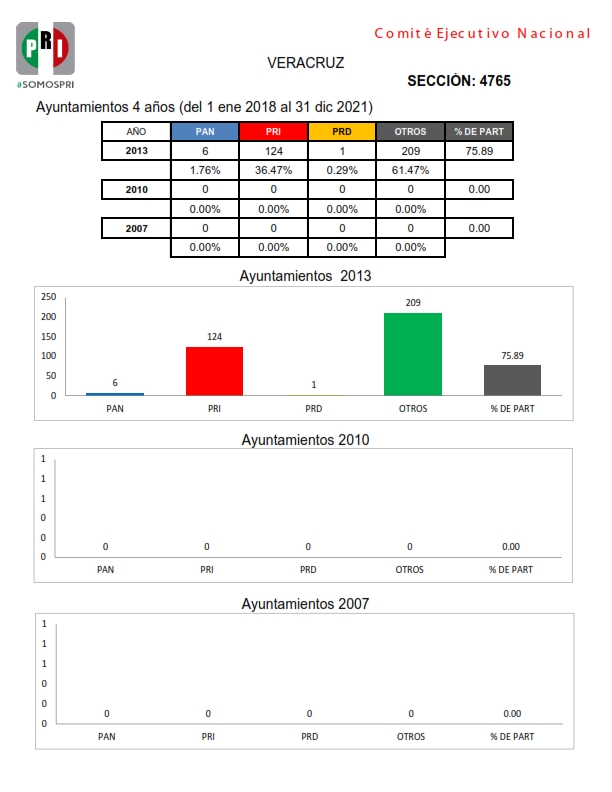 Comité Ejecutivo Nacional
PRI
#SOMOSPRI
VERACRUZ
SECCIÓN: 4765
Ayuntamientos 4 años (del 1 ene 2018 al 31 dic 2021)
AÑO PAN PRI PRD OTROS % DE PART
2013 6 124 1 209 75.89
1.76% 36.47% 0.29% 61.47%
2010 0 0 0 0 0.00
0.00% 0.00% 0.00% 0.00%
2007 0 0 0 0 0.00
0.00% 0.00% 0.00% 0.00%
Ayuntamientos 2013
250
209
200
150
124
100
75.89
50
6
1
0
PAN PRI PRD OTROS % DE PART
Ayuntamientos 2010
1
1
1
0
0
0 0 0 0 0.00
0
PAN PRI PRD OTROS % DE PART
Ayuntamientos 2007
1
1
1
0
0
0 0 0 0 0.00
0
PAN PRI PRD OTROS % DE PART